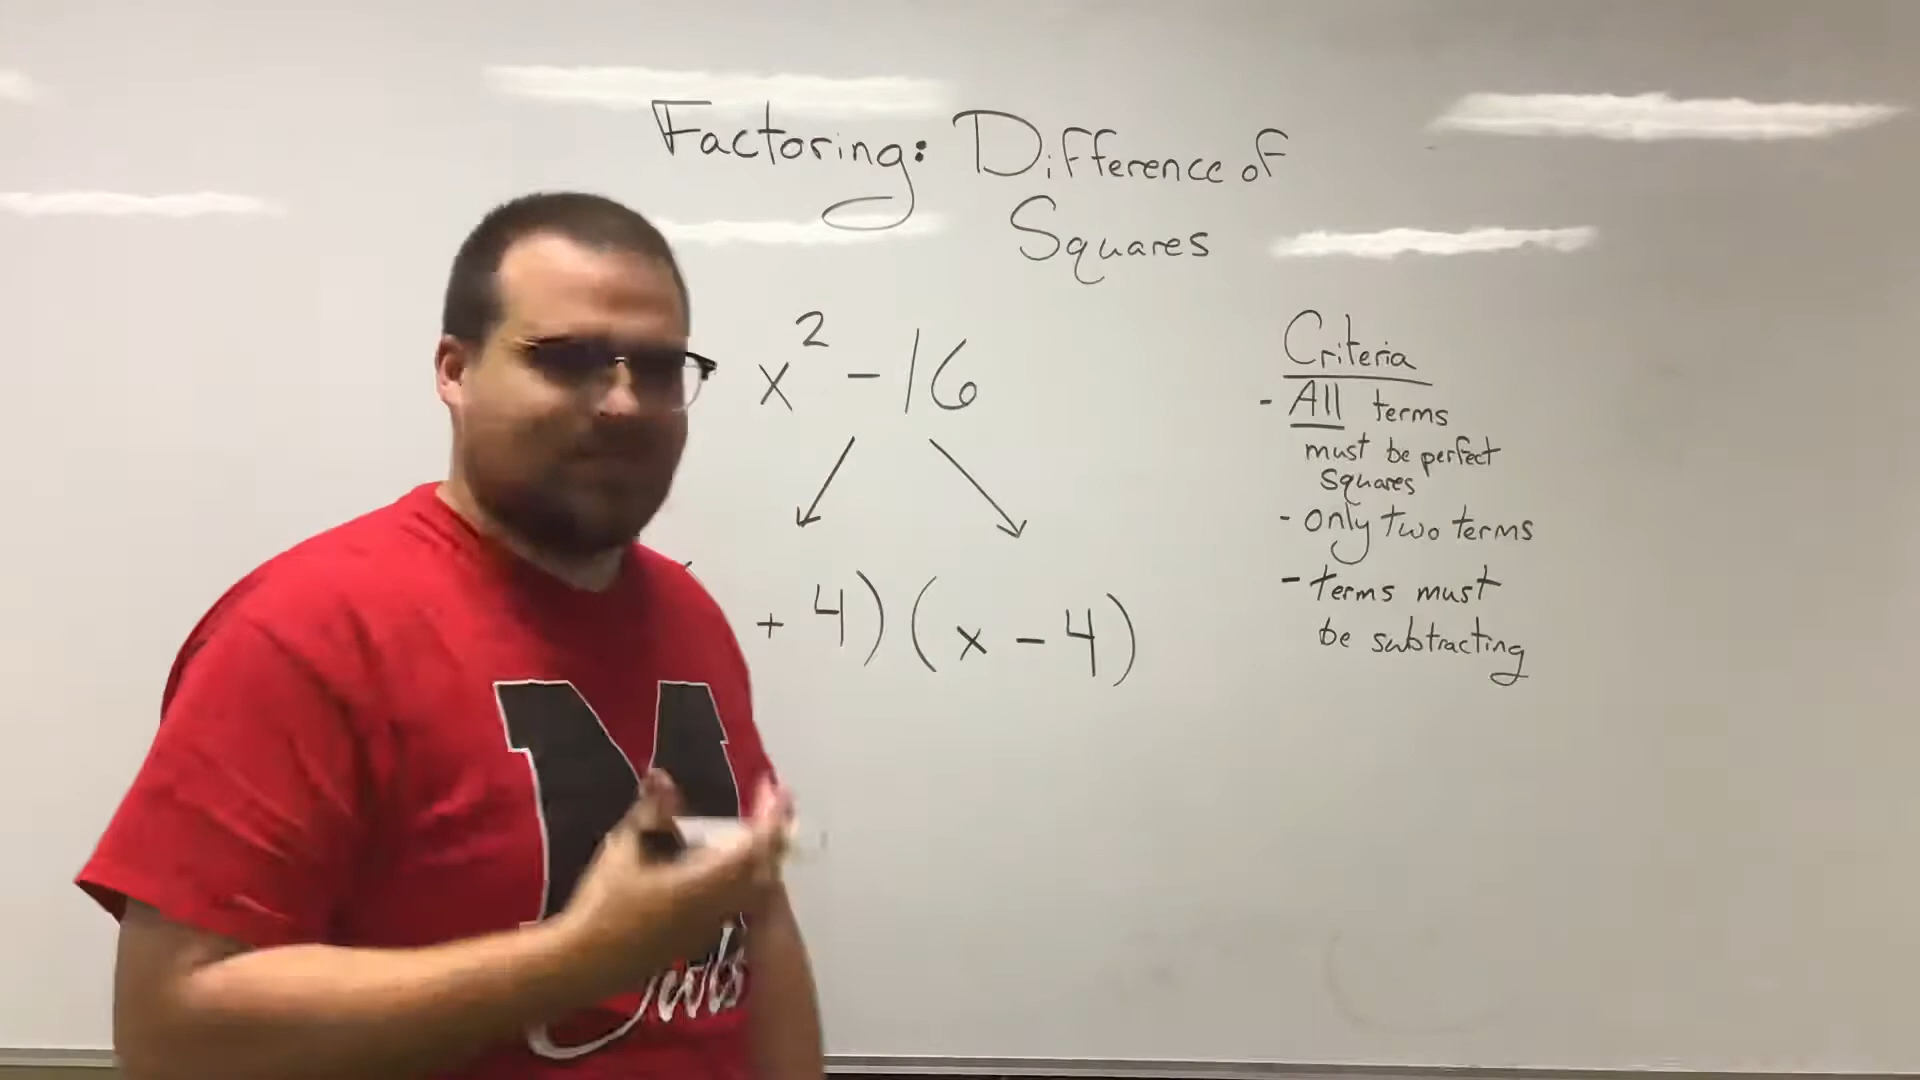 Factoring: Difference of
Squares
x² - 16
+ 4) (x - 4)
Criteria
- All terms
must be perfect
squares
- only two terms
- terms must
be subtracting
M
Devils